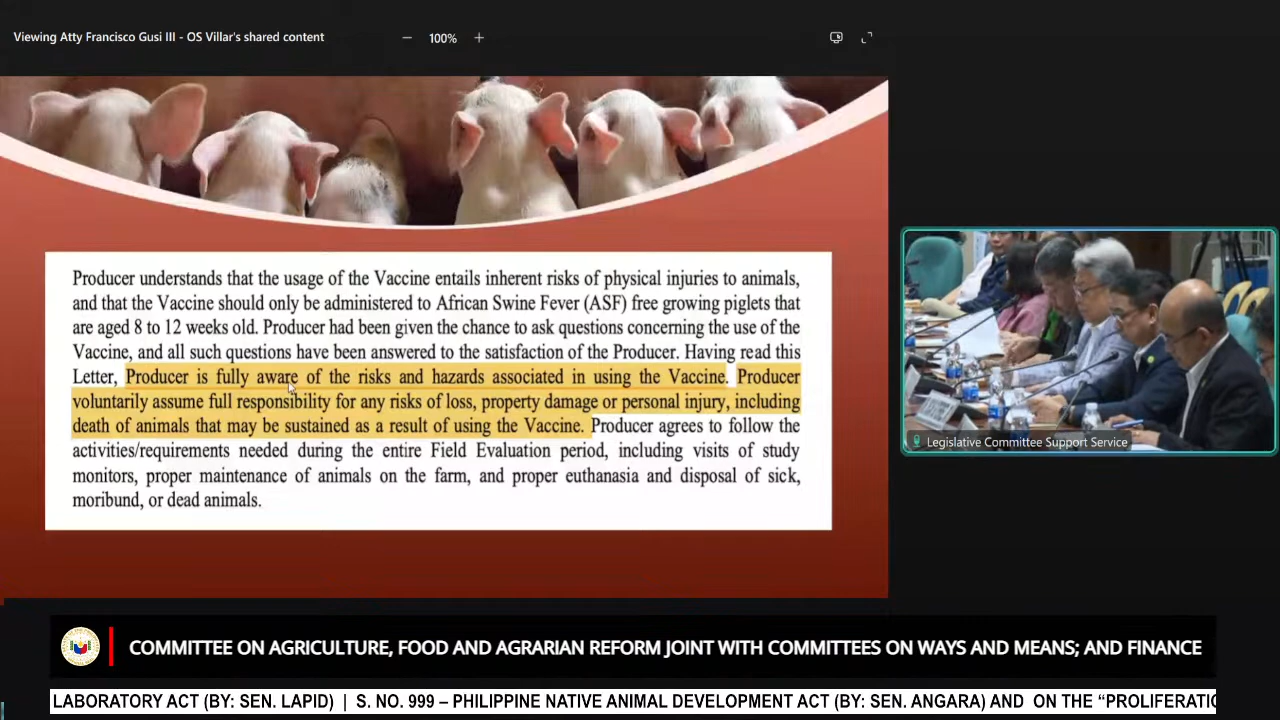 Viewing Atty Francisco Gusi III - OS Villar's shared content
100%
Producer understands that the usage of the Vaccine entails inherent risks of physical injuries to animals,
and that the Vaccine should only be administered to African Swine Fever (ASF) free growing piglets that
are aged 8 to 12 weeks old. Producer had been given the chance to ask questions concerning the use of the
Vaccine, and all such questions have been answered to the satisfaction of the Producer. Having read this
Letter, Producer is fully aware of the risks and hazards associated in using the Vaccine. Producer
voluntarily assume full responsibility for any risks of loss, property damage or personal injury, including
death of animals that may be sustained as a result of using the Vaccine. Producer agrees to follow the
activities/requirements needed during the entire Field Evaluation period, including visits of study
monitors, proper maintenance of animals on the farm, and proper euthanasia and disposal of sick,
moribund, or dead animals.
Legislative Committee Support Service
COMMITTEE ON AGRICULTURE, FOOD AND AGRARIAN REFORM JOINT WITH COMMITTEES ON WAYS AND MEANS; AND FINANCE
LABORATORY ACT (BY: SEN. LAPID) | S. NO. 999 – PHILIPPINE NATIVE ANIMAL DEVELOPMENT ACT (BY: SEN. ANGARA) AND ON THE “PROLIFERATIO